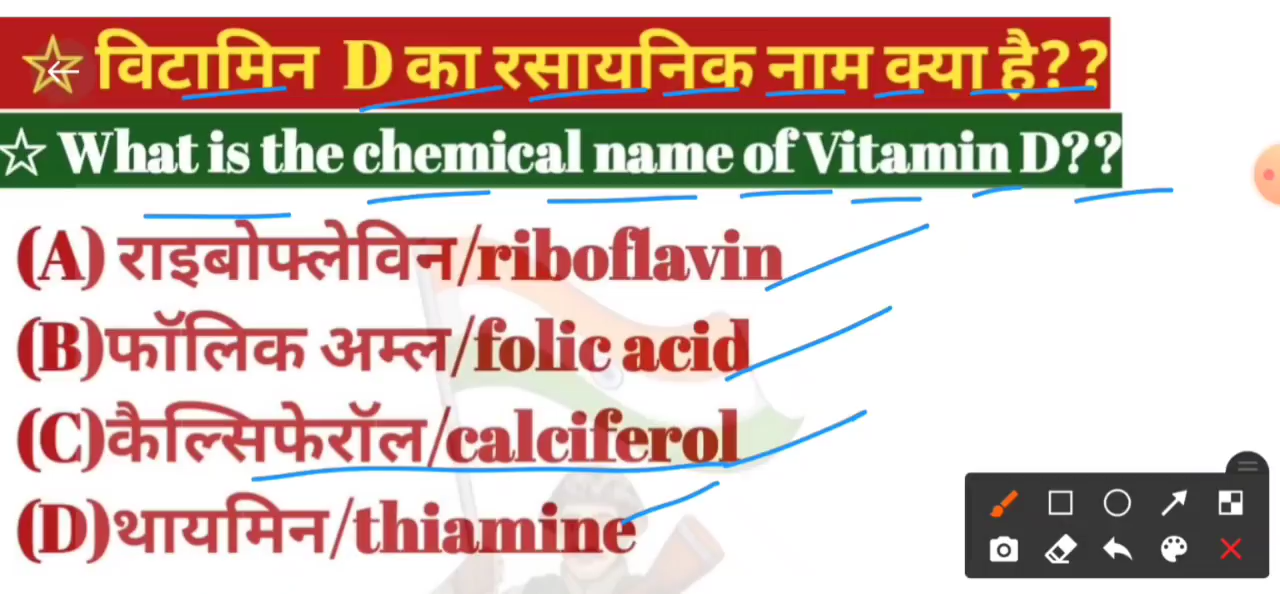 ☆ विटामिन D का रसायनिक नाम क्या है??
☆ What is the chemical name of Vitamin D??
(A) राइबोफ्लेविन/riboflavin
(B)फॉलिक अम्ल/folic acid
(C)कैल्सिफेरॉल/calciferol
(D)थायमिन/thiamine